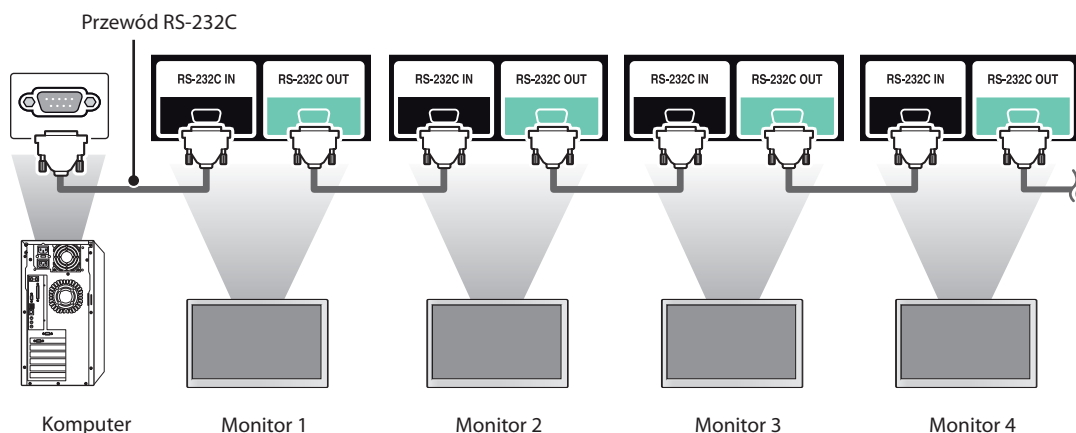 Przewód RS-232C
RS-232C IN
RS-232C OUT
RS-232C IN
RS-232C OUT
RS-232C IN
RS-232C OUT
RS-232C IN
RS-232C OUT
Komputer
Monitor 1
Monitor 2
Monitor 3
Monitor 4